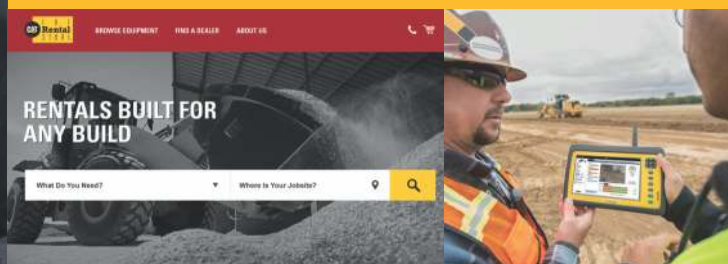 CAT THE
Rental
STORE
BROWSE EQUIPMENT FIND A DEALER ABOUT US
RENTALS BUILT FOR
ANY BUILD
What Do You Need? Where Is Your Jobsite?